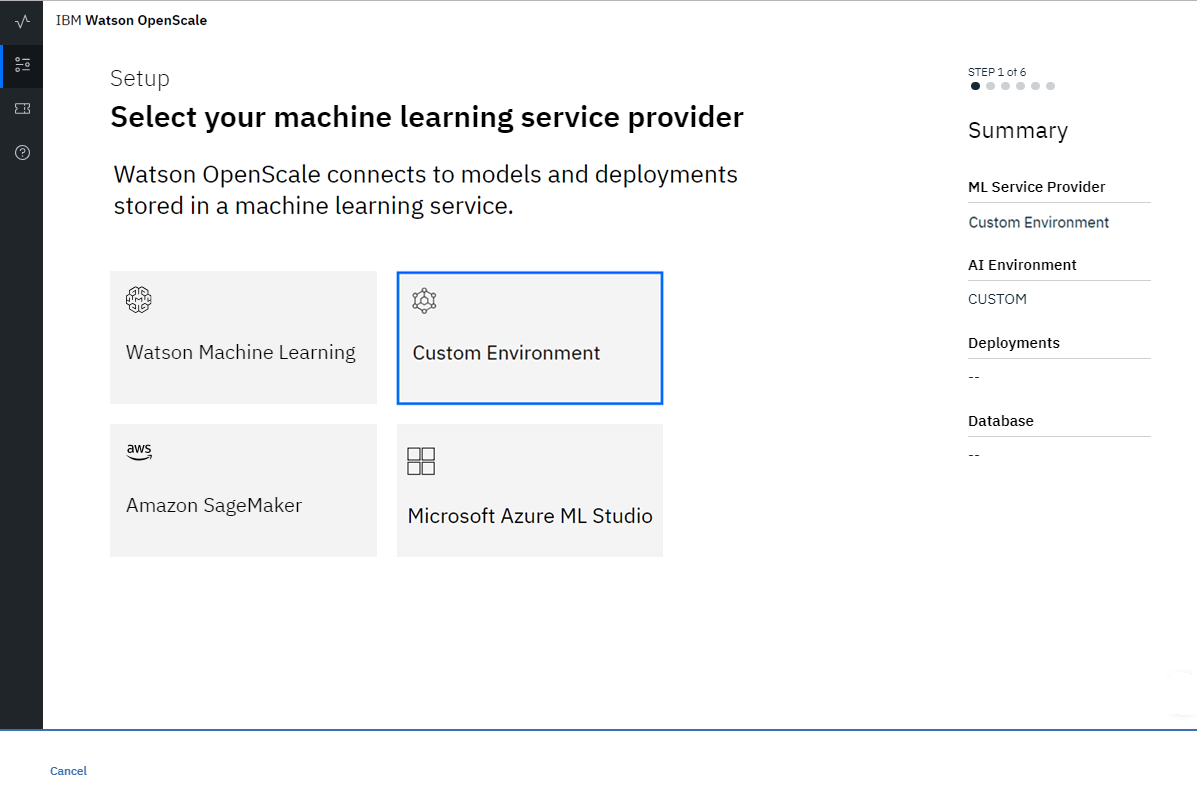 IBM Watson OpenScale
Setup
Select your machine learning service provider
Watson OpenScale connects to models and deployments
stored in a machine learning service.
Watson Machine Learning
Custom Environment
aws
Amazon SageMaker
Microsoft Azure ML Studio
STEP 1 of 6
Summary
ML Service Provider
Custom Environment
AI Environment
CUSTOM
Deployments
--
Database
--
Cancel